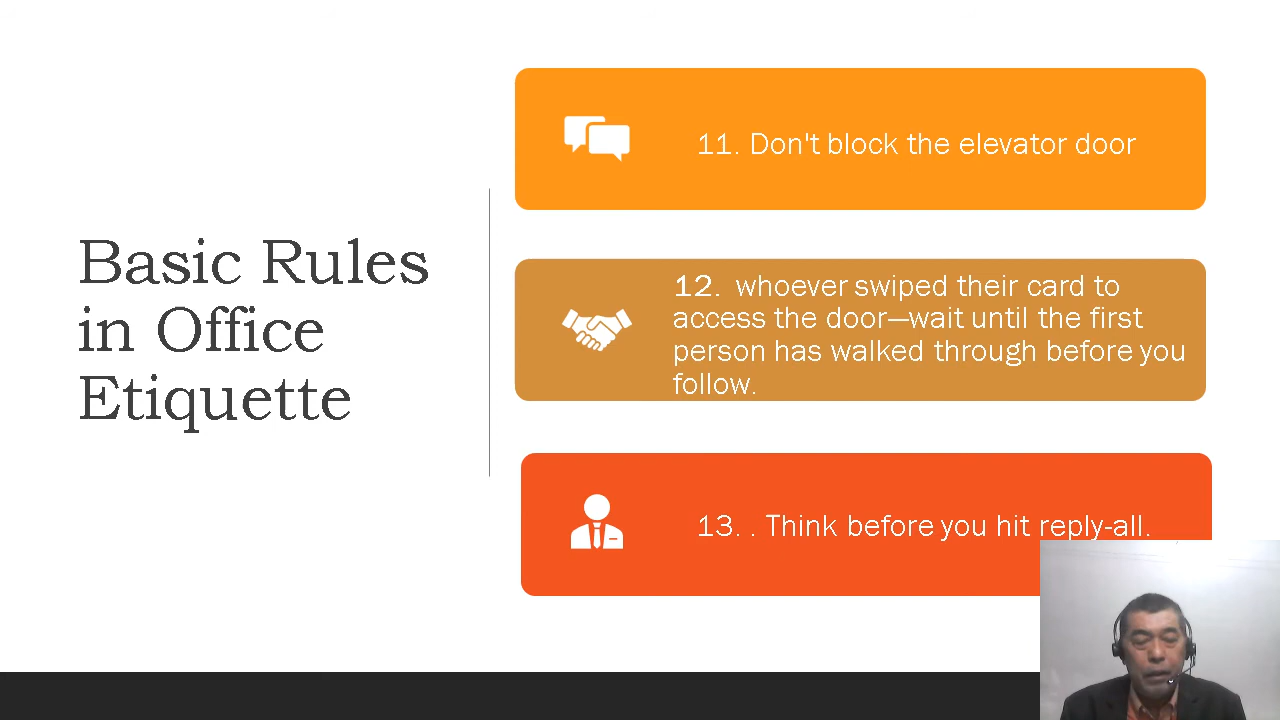 Basic Rules
in Office
Etiquette
11. Don't block the elevator door
12.  whoever swiped their card to
access the door—wait until the first
person has walked through before you
follow.
13. . Think before you hit reply-all.